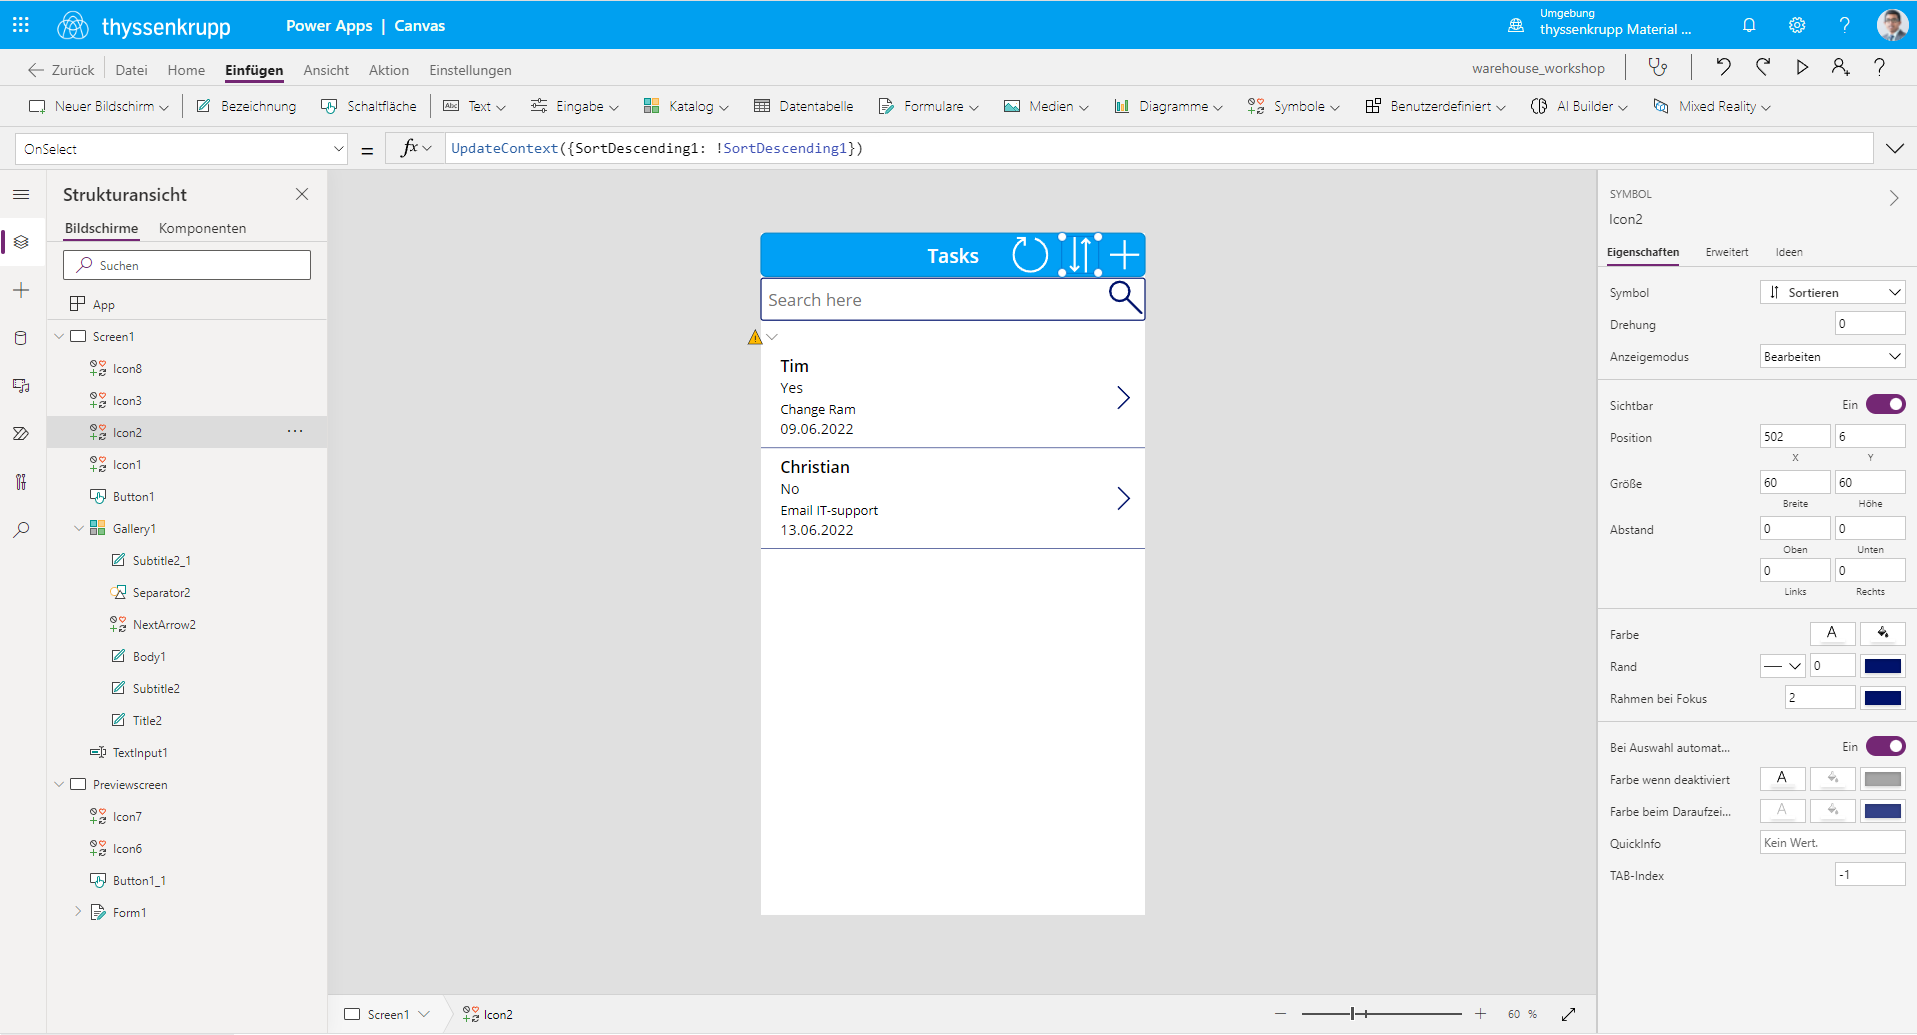 thyssenkrupp
Power Apps | Canvas
Umgebung
thyssenkrupp Material ...
Zurück
Datei
Home
Einfügen
Ansicht
Aktion
Einstellungen
warehouse_workshop
Neuer Bildschirm
Bezeichnung
Schaltfläche
Abc Text
Eingabe
Katalog
Datentabelle
Formulare
Medien
Diagramme
Symbole
Benutzerdefiniert
AI Builder
Mixed Reality
OnSelect
=
fx
UpdateContext({SortDescending1: !SortDescending1})
Strukturansicht
Bildschirme
Komponenten
Suchen
App
Screen1
Icon8
Icon3
Icon2
...
Icon1
Button1
Gallery1
Subtitle2_1
Separator2
NextArrow2
Body1
Subtitle2
Title2
TextInput1
Previewscreen
Icon7
Icon6
Button1_1
Form1
Tasks
Search here
Tim
Yes
Change Ram
09.06.2022
Christian
No
Email IT-support
13.06.2022
Screen1
Icon2
60 %
SYMBOL
Icon2
Eigenschaften
Erweitert
Ideen
Symbol
Sortieren
Drehung
0
Anzeigemodus
Bearbeiten
Sichtbar
Ein
Position
502
6
X
Y
Größe
60
60
Breite
Höhe
Abstand
0
0
Oben
Unten
0
0
Links
Rechts
Farbe
A
Rand
0
Rahmen bei Fokus
2
Bei Auswahl automat...
Ein
Farbe wenn deaktiviert
A
Farbe beim Daraufzei...
A
QuickInfo
Kein Wert.
TAB-Index
-1